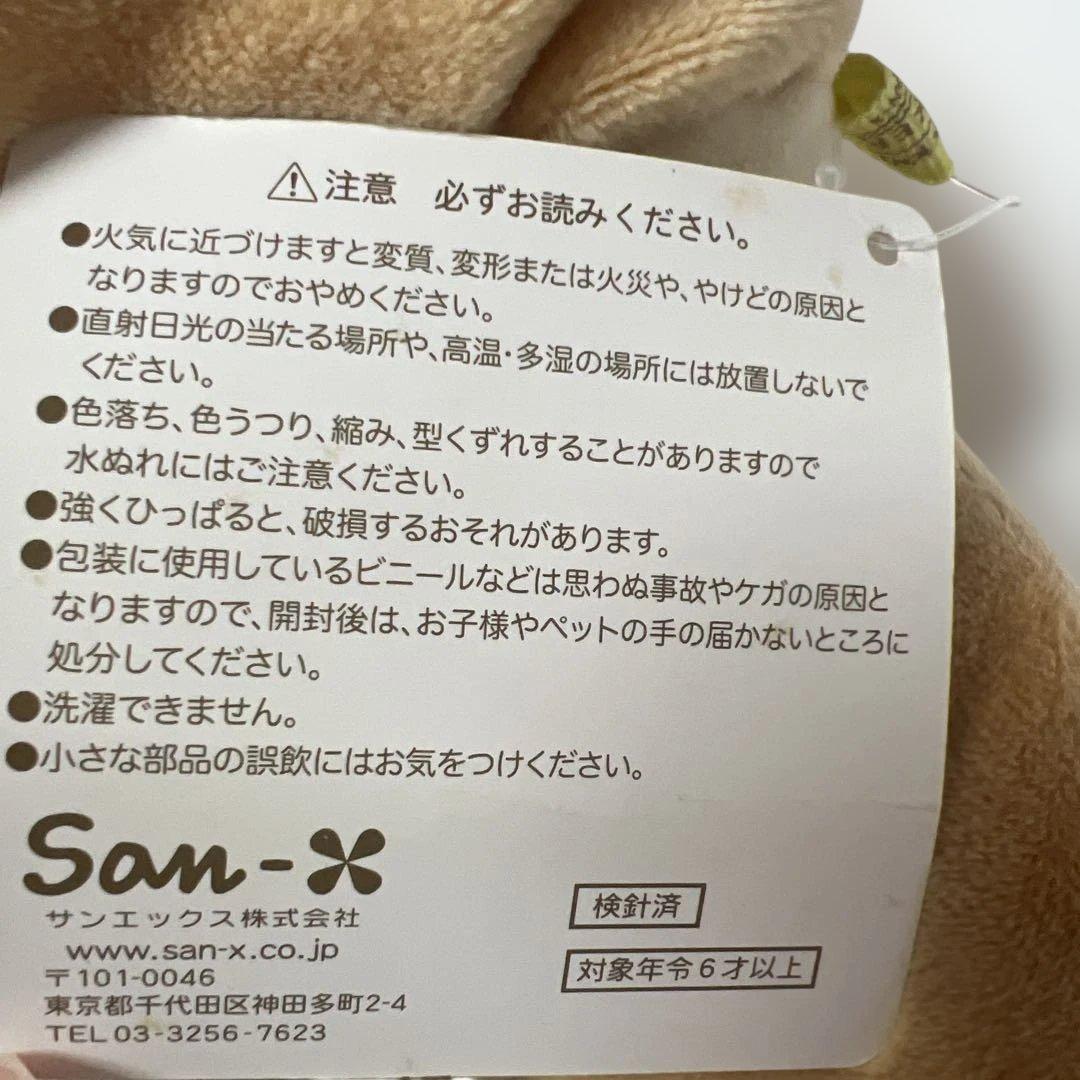 注意 必ずお読みください。
●火気に近づけますと変質、変形または火災や、やけどの原因と
なりますのでおやめください。
●直射日光の当たる場所や、高温・多湿の場所には放置しないで
ください。
●色落ち、色うつり、縮み、型くずれすることがありますので
水ぬれにはご注意ください。
●強くひっぱると、破損するおそれがあります。
●包装に使用しているビニールなどは思わぬ事故やケガの原因と
なりますので、開封後は、お子様やペットの手の届かないところに
処分してください。
●洗濯できません。
●小さな部品の誤飲にはお気をつけください。
San-X
サンエックス株式会社
www.san-x.co.jp
〒101-0046
東京都千代田区神田多町2-4
TEL 03-3256-7623
検針済
対象年令6才以上